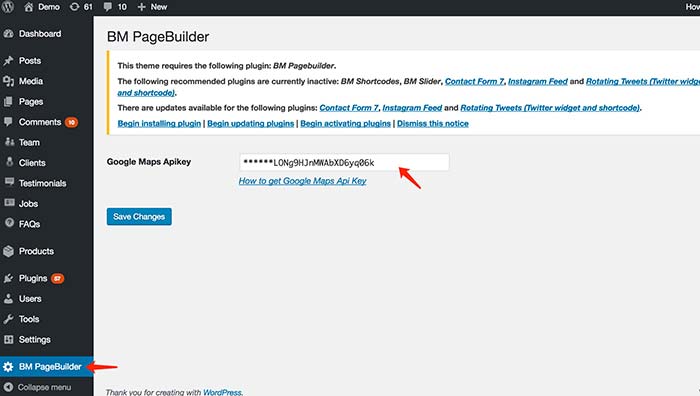 Demo 61 10 + New How
Dashboard
Posts
Media
Pages
Comments 10
Team
Clients
Testimonials
Jobs
FAQs
Products
Plugins 57
Users
Tools
Settings
BM PageBuilder
Collapse menu
BM PageBuilder
This theme requires the following plugin: BM Pagebuilder.
The following recommended plugins are currently inactive: BM Shortcodes, BM Slider, Contact Form 7, Instagram Feed and Rotating Tweets (Twitter widget
and shortcode).
There are updates available for the following plugins: Contact Form 7, Instagram Feed and Rotating Tweets (Twitter widget and shortcode).
Begin installing plugin | Begin updating plugins | Begin activating plugins | Dismiss this notice
Google Maps Apikey ******LONg9HJnMWAbXD6yq06k
How to get Google Maps Api Key
Save Changes
Thank you for creating with WordPress.